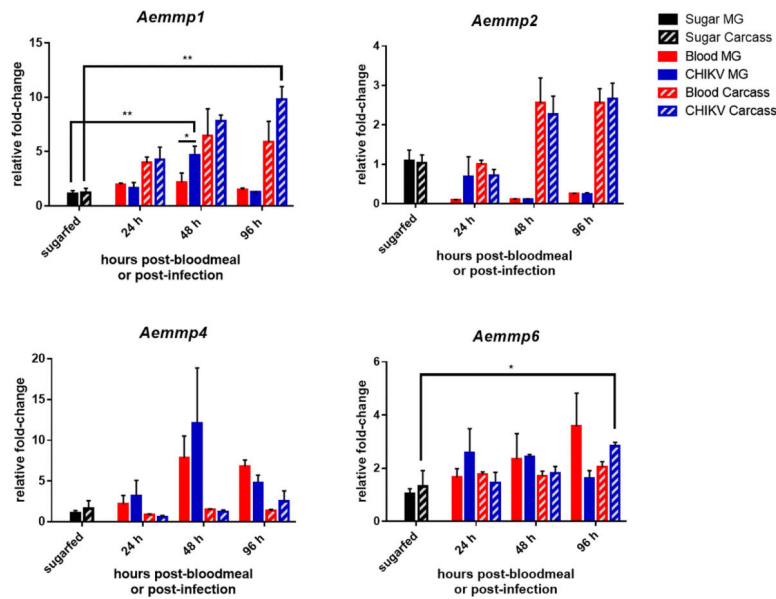 Aemmp1
relative fold-change
15
10
5
0
**
**
*
sugarfed
24 h
48 h
96 h
hours post-bloodmeal
or post-infection
Aemmp2
relative fold-change
4
3
2
1
0
sugarfed
24 h
48 h
96 h
hours post-bloodmeal
or post-infection
Sugar MG
Sugar Carcass
Blood MG
CHIKV MG
Blood Carcass
CHIKV Carcass
Aemmp4
relative fold-change
20
15
10
5
0
sugarfed
24 h
48 h
96 h
hours post-bloodmeal
or post-infection
Aemmp6
relative fold-change
6
4
2
0
*
sugarfed
24 h
48 h
96 h
hours post-bloodmeal
or post-infection